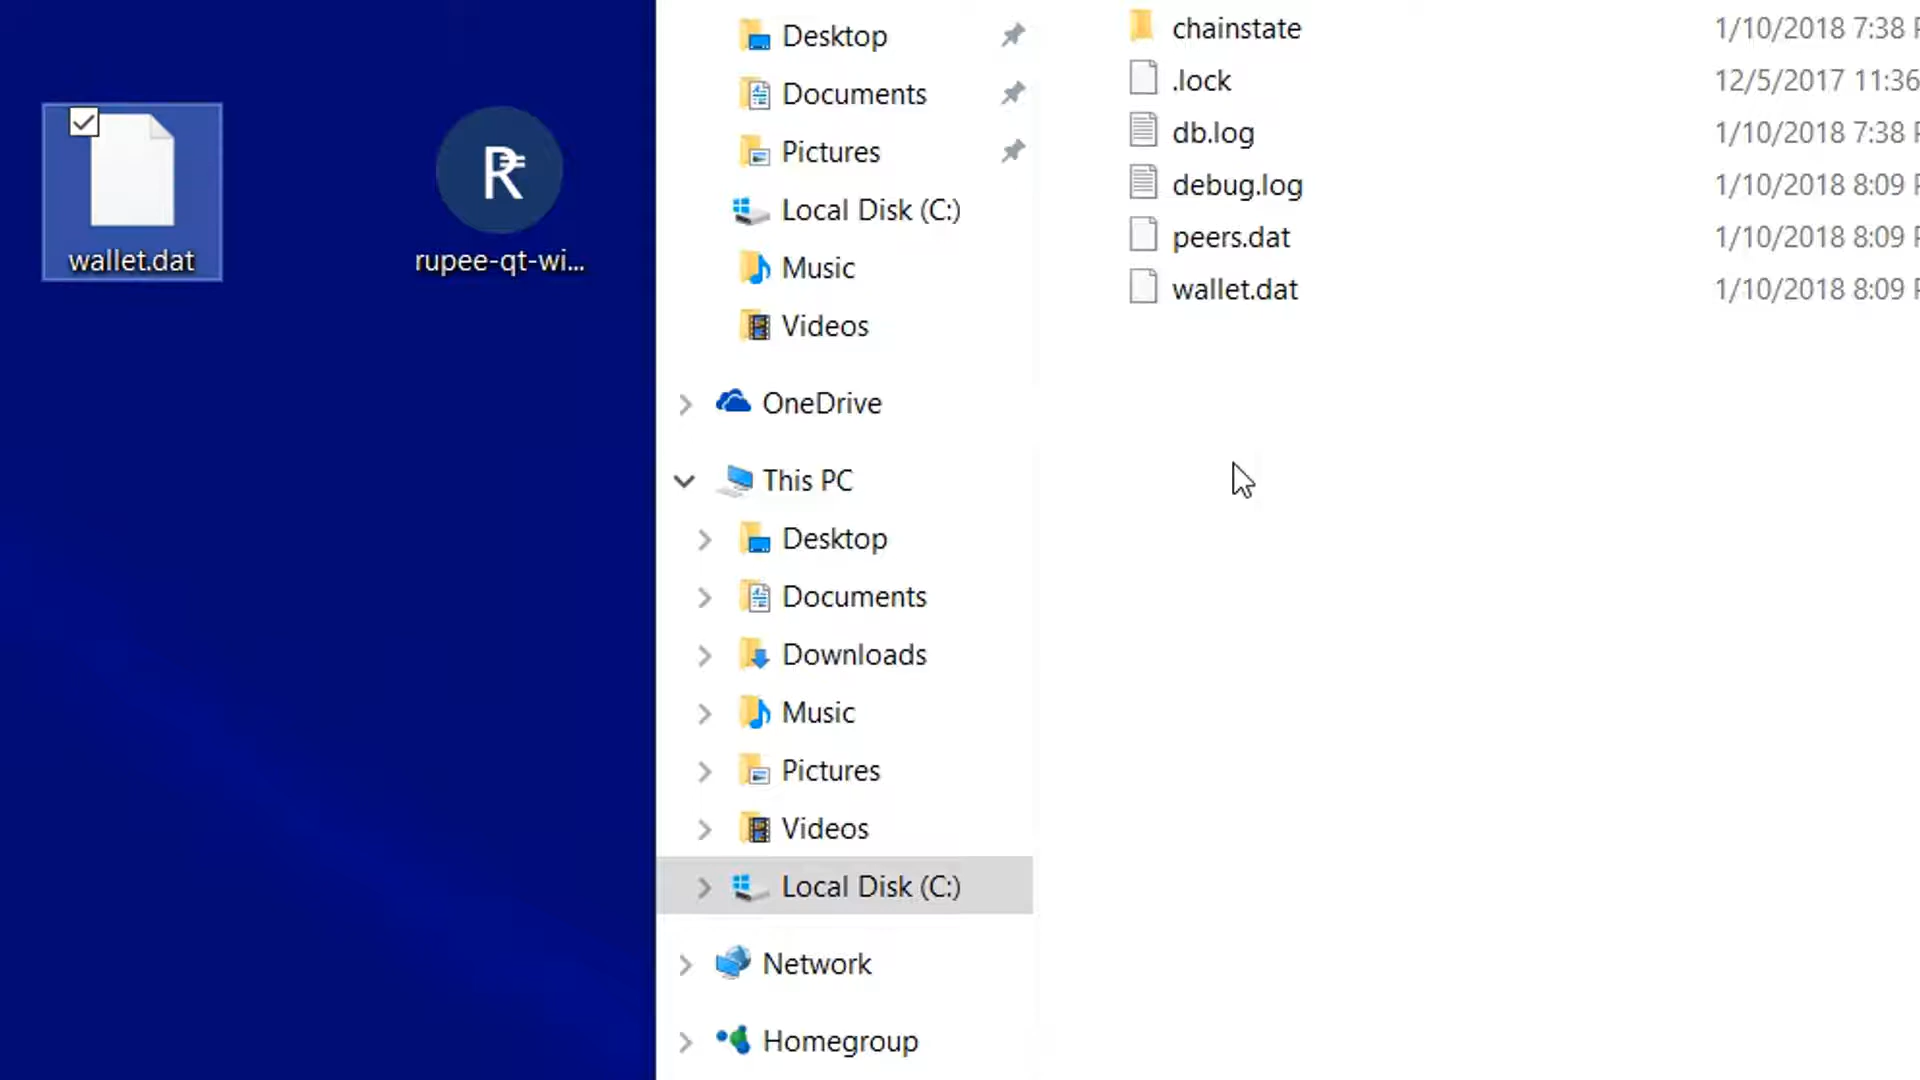 wallet.dat
rupee-qt-wi...
Desktop
Documents
Pictures
Local Disk (C:)
Music
Videos
OneDrive
This PC
Desktop
Documents
Downloads
Music
Pictures
Videos
Local Disk (C:)
Network
Homegroup
chainstate 1/10/2018 7:38 P
.lock 12/5/2017 11:36
db.log 1/10/2018 7:38 P
debug.log 1/10/2018 8:09 P
peers.dat 1/10/2018 8:09 P
wallet.dat 1/10/2018 8:09 P